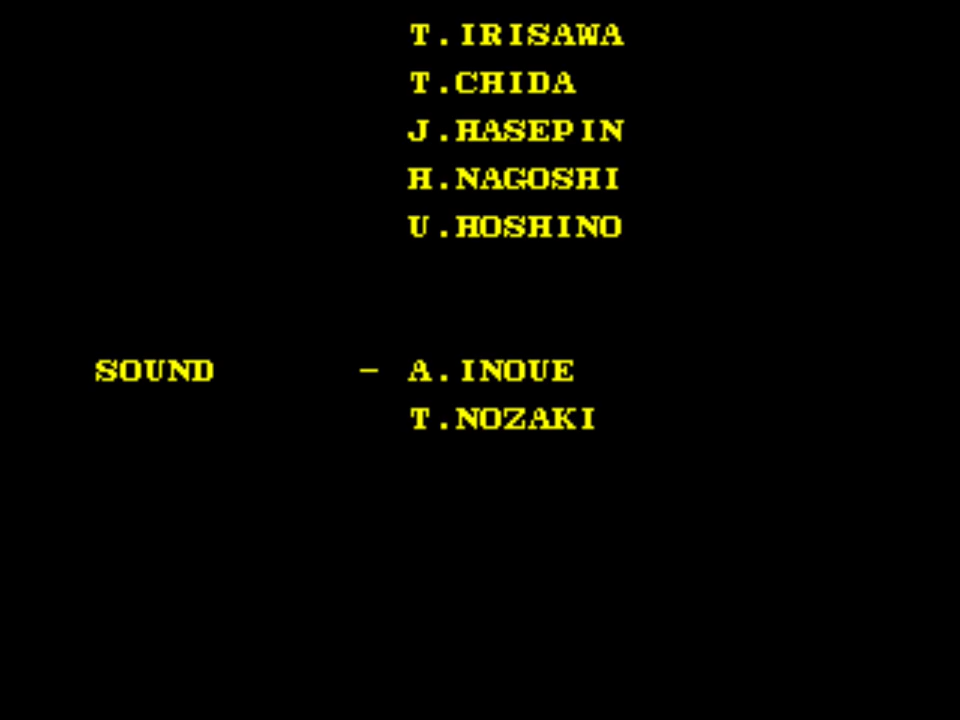 T.IRISAWA
T.CHIDA
J.HASEPIN
H.NAGOSHI
U.HOSHINO
SOUND - A.INOUE
T.NOZAKI